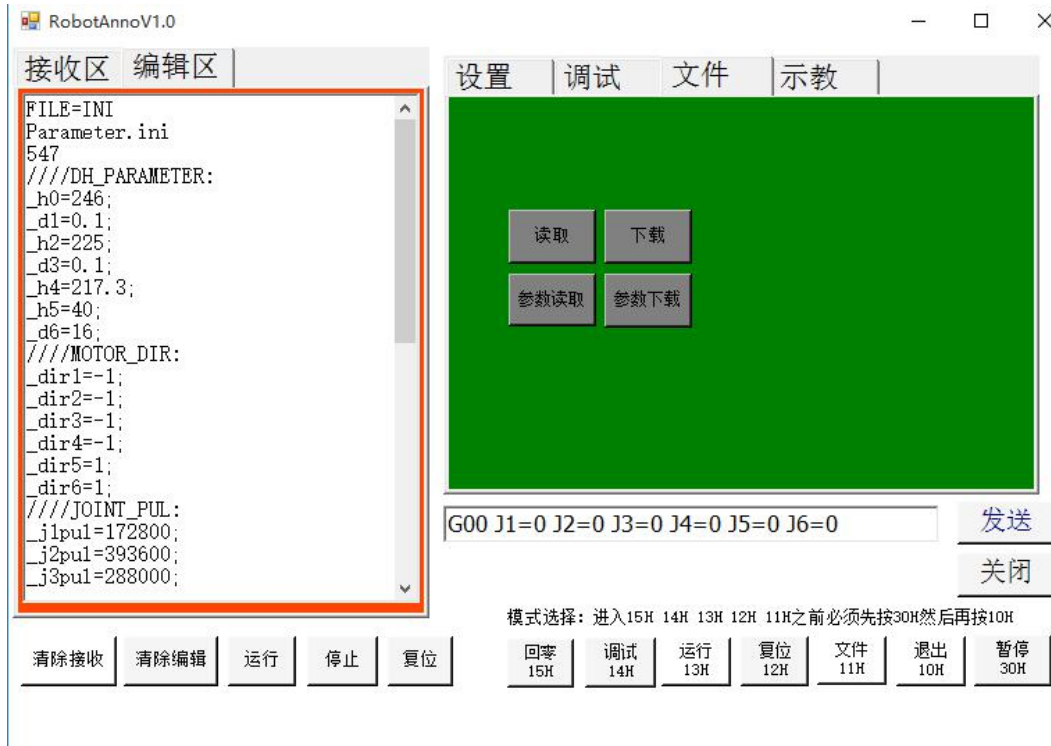 RobotAnnoV1.0
接收区 编辑区
FILE=INI
Parameter.ini
547
////DH_PARAMETER:
_h0=246;
_d1=0.1;
_h2=225;
_d3=0.1;
_h4=217.3;
_h5=40;
_d6=16;
////MOTOR_DIR:
_dir1=-1;
_dir2=-1;
_dir3=-1;
_dir4=-1;
_dir5=1;
_dir6=1;
////JOINT_PUL:
_j1pul=172800;
_j2pul=393600;
_j3pul=288000;
设置 调试 文件 示教
读取 下载
参数读取 参数下载
G00 J1=0 J2=0 J3=0 J4=0 J5=0 J6=0
发送
关闭
模式选择：进入15H 14H 13H 12H 11H之前必须先按30H然后再按10H
清除接收 清除编辑 运行 停止 复位
回零 调试 运行 复位 文件 退出 暂停
15H 14H 13H 12H 11H 10H 30H